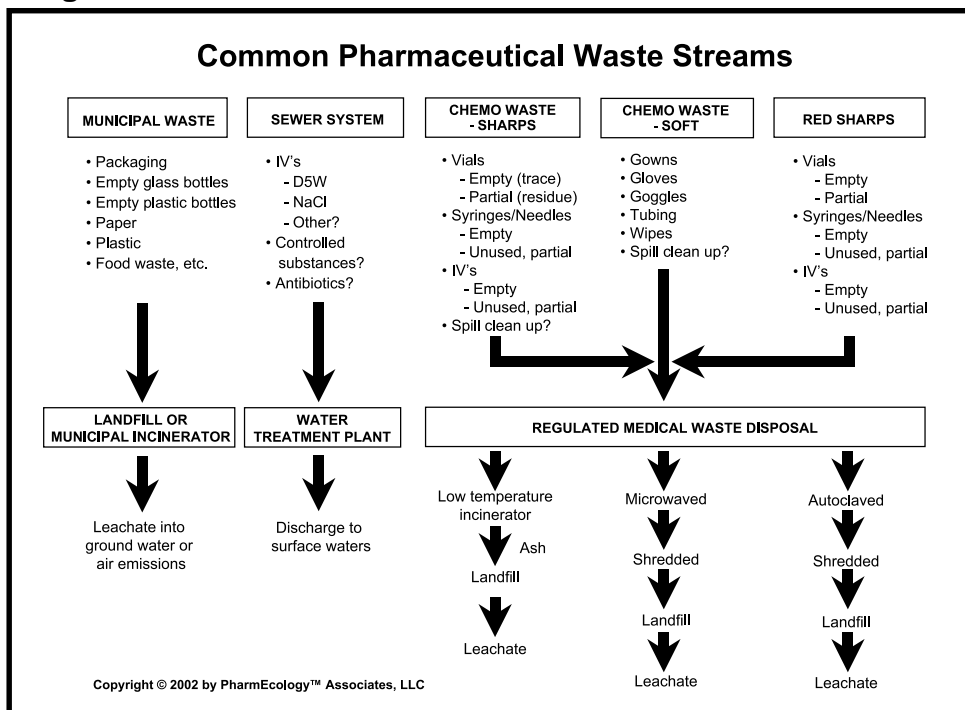 Common Pharmaceutical Waste Streams
MUNICIPAL WASTE
• Packaging
• Empty glass bottles
• Empty plastic bottles
• Paper
• Plastic
• Food waste, etc.
LANDFILL OR
MUNICIPAL INCINERATOR
Leachate into
ground water or
air emissions
SEWER SYSTEM
• IV's
- D5W
- NaCl
- Other?
• Controlled
substances?
• Antibiotics?
WATER
TREATMENT PLANT
Discharge to
surface waters
CHEMO WASTE
- SHARPS
• Vials
- Empty (trace)
- Partial (residue)
• Syringes/Needles
- Empty
- Unused, partial
• IV's
- Empty
- Unused, partial
• Spill clean up?
CHEMO WASTE
- SOFT
• Gowns
• Gloves
• Goggles
• Tubing
• Wipes
• Spill clean up?
RED SHARPS
• Vials
- Empty
- Partial
• Syringes/Needles
- Empty
- Unused, partial
• IV's
- Empty
- Unused, partial
REGULATED MEDICAL WASTE DISPOSAL
Low temperature
incinerator
Ash
Landfill
Leachate
Microwaved
Shredded
Landfill
Leachate
Autoclaved
Shredded
Landfill
Leachate
Copyright © 2002 by PharmEcology™ Associates, LLC